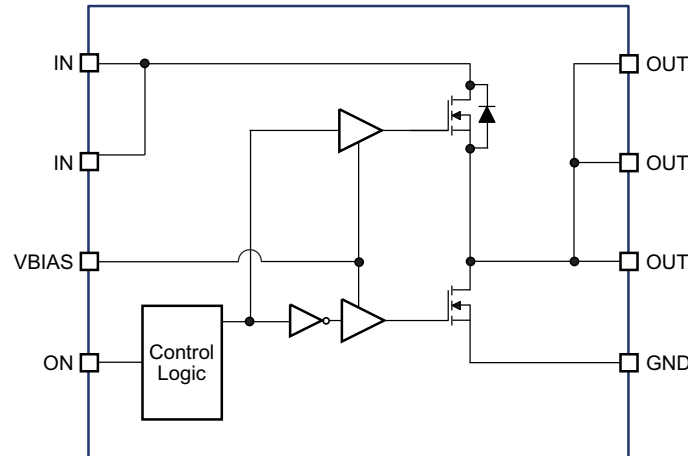 IN
OUT
IN
OUT
VBIAS
OUT
ON
Control
Logic
GND